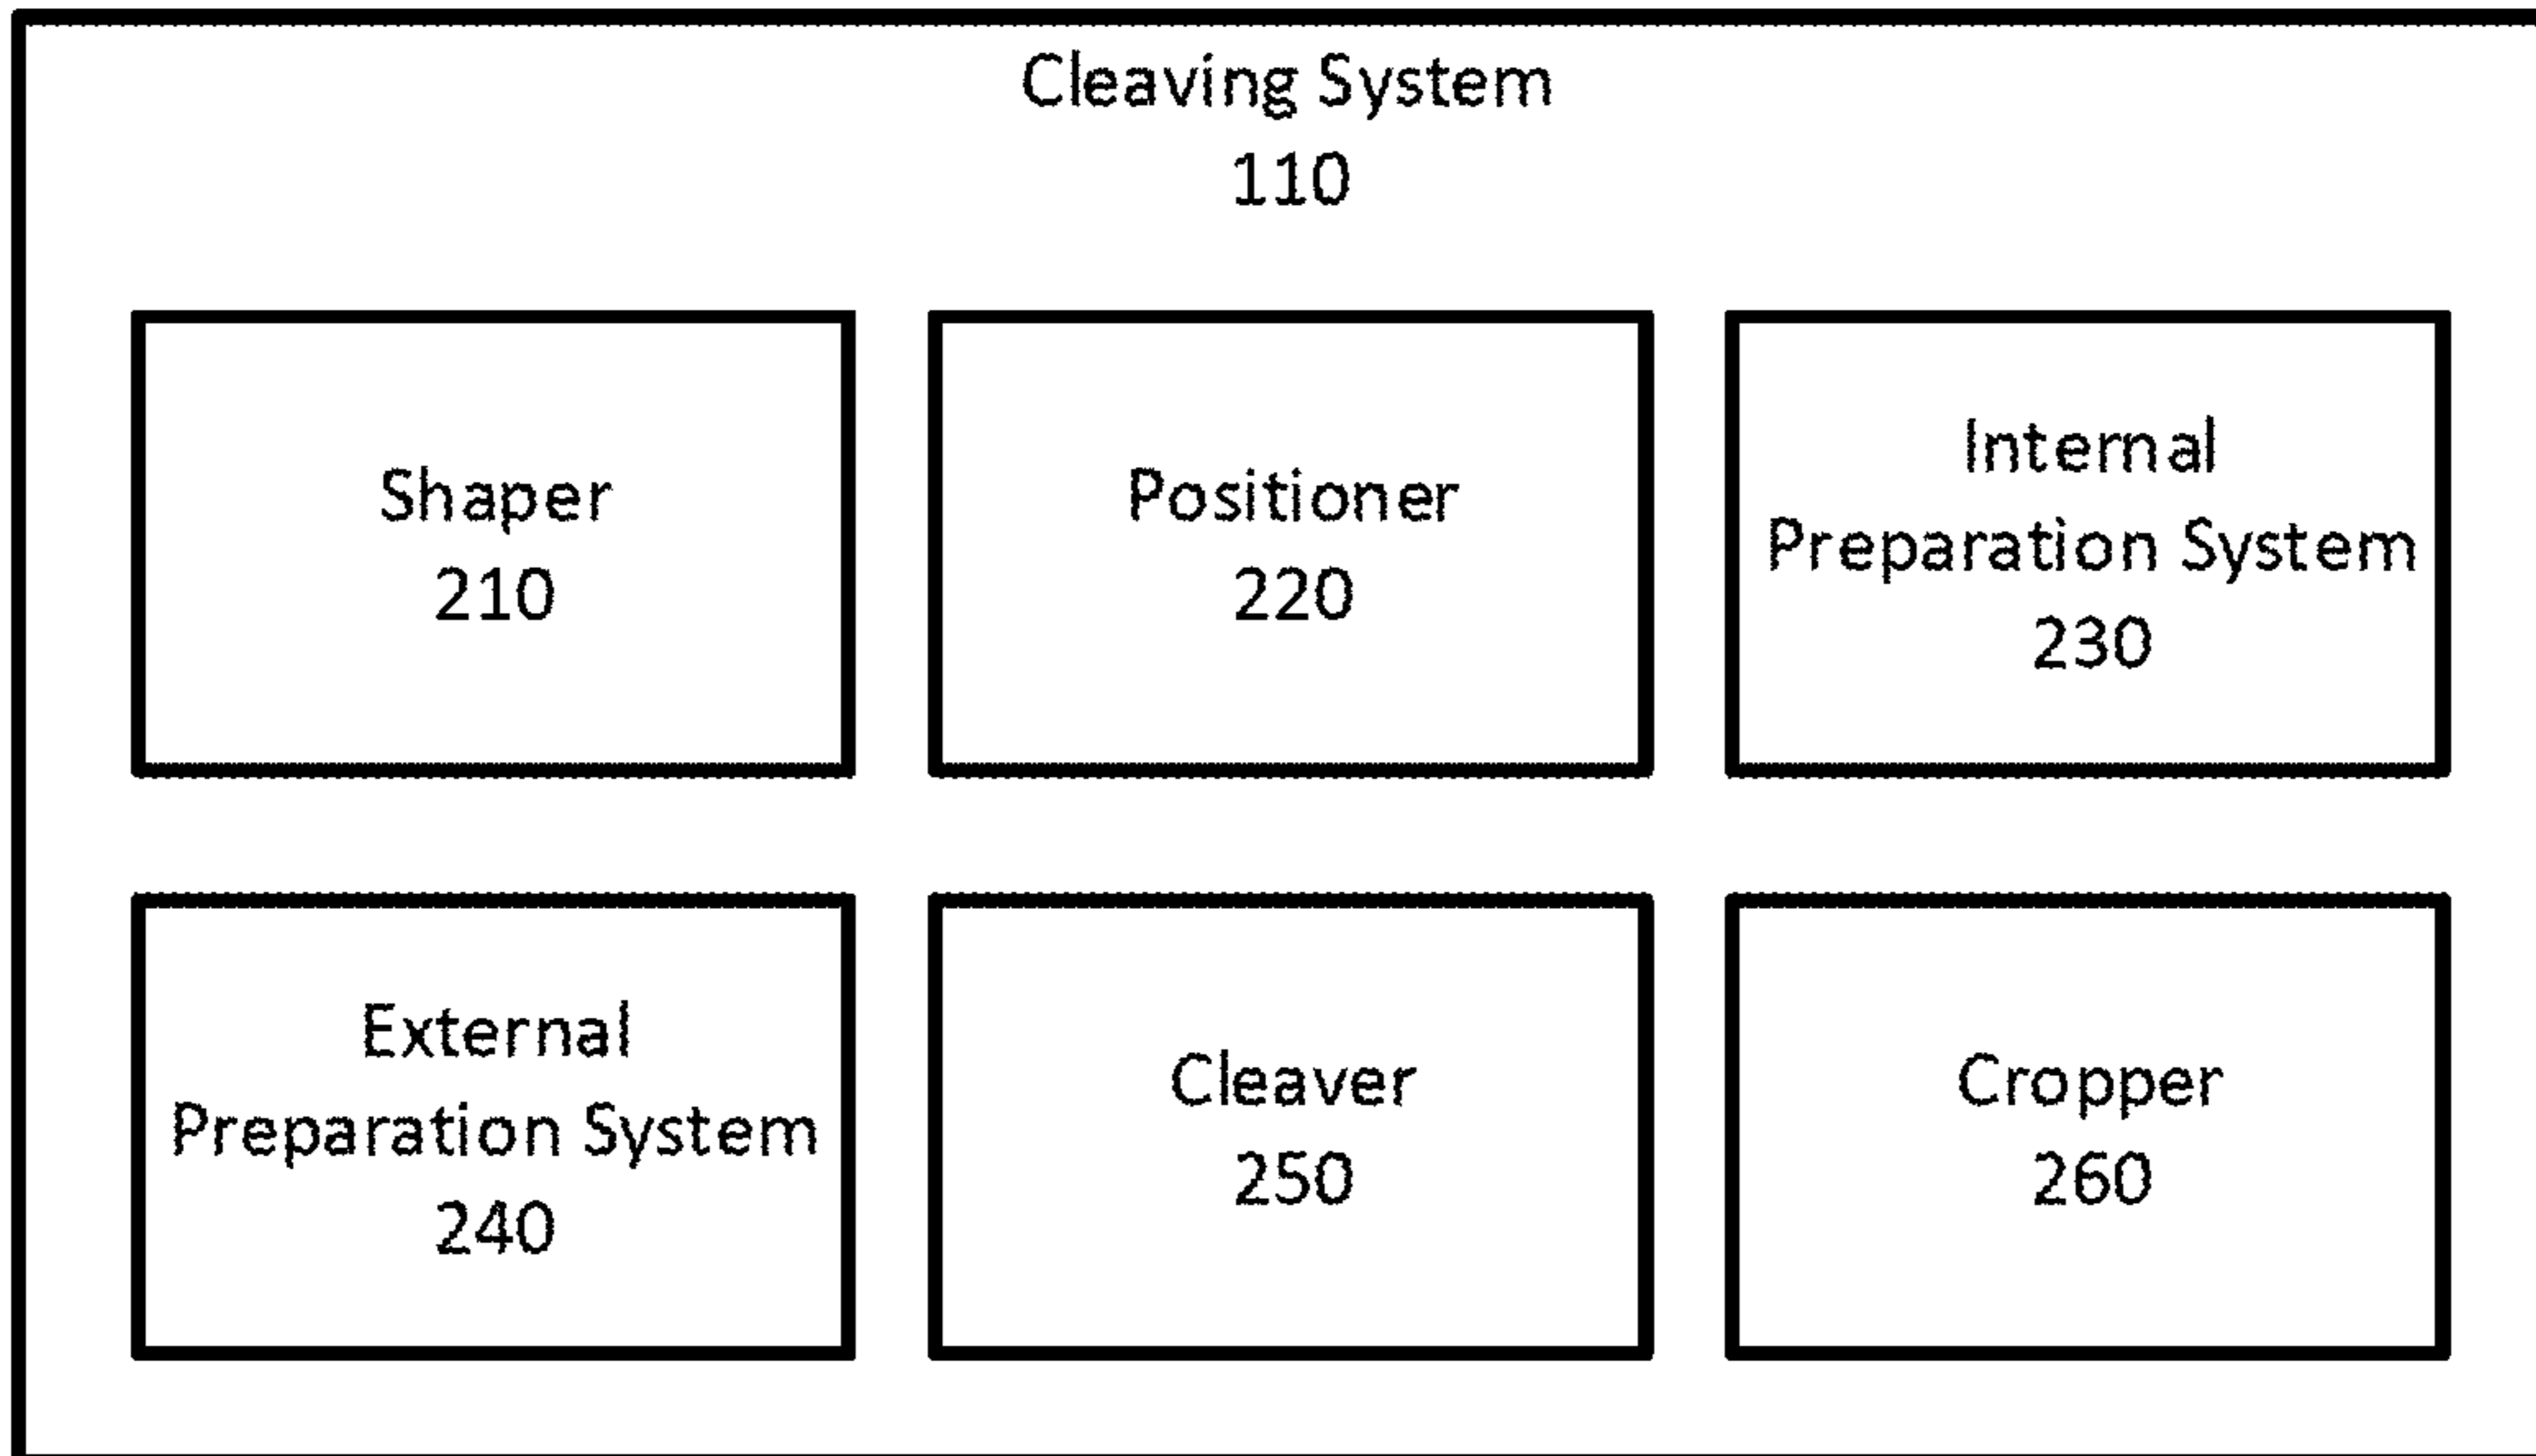 Cleaving System
110
Shaper
210
Positioner
220
Internal
Preparation System
230
External
Preparation System
240
Cleaver
250
Cropper
260